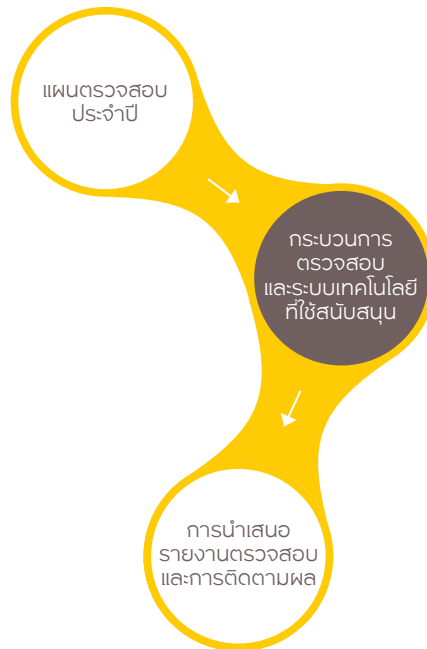 แผนตรวจสอบ
ประจำปี
กระบวนการ
ตรวจสอบ
และระบบเทคโนโลยี
ที่ใช้สนับสนุน
การนำเสนอ
รายงานตรวจสอบ
และการติดตามผล